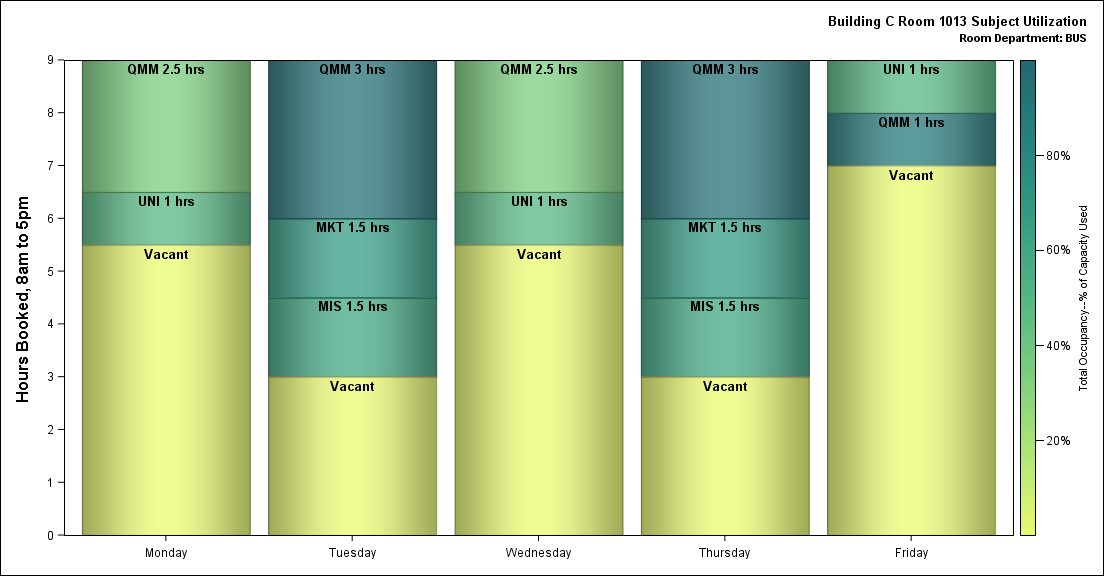 Building C Room 1013 Subject Utilization
Room Department: BUS
Hours Booked, 8am to 5pm
9
8
7
6
5
4
3
2
1
0
QMM 2.5 hrs
UNI 1 hrs
Vacant
QMM 3 hrs
MKT 1.5 hrs
MIS 1.5 hrs
Vacant
QMM 2.5 hrs
UNI 1 hrs
Vacant
QMM 3 hrs
MKT 1.5 hrs
MIS 1.5 hrs
Vacant
UNI 1 hrs
QMM 1 hrs
Vacant
Monday
Tuesday
Wednesday
Thursday
Friday
80%
60%
40%
20%
Total Occupancy--% of Capacity Used